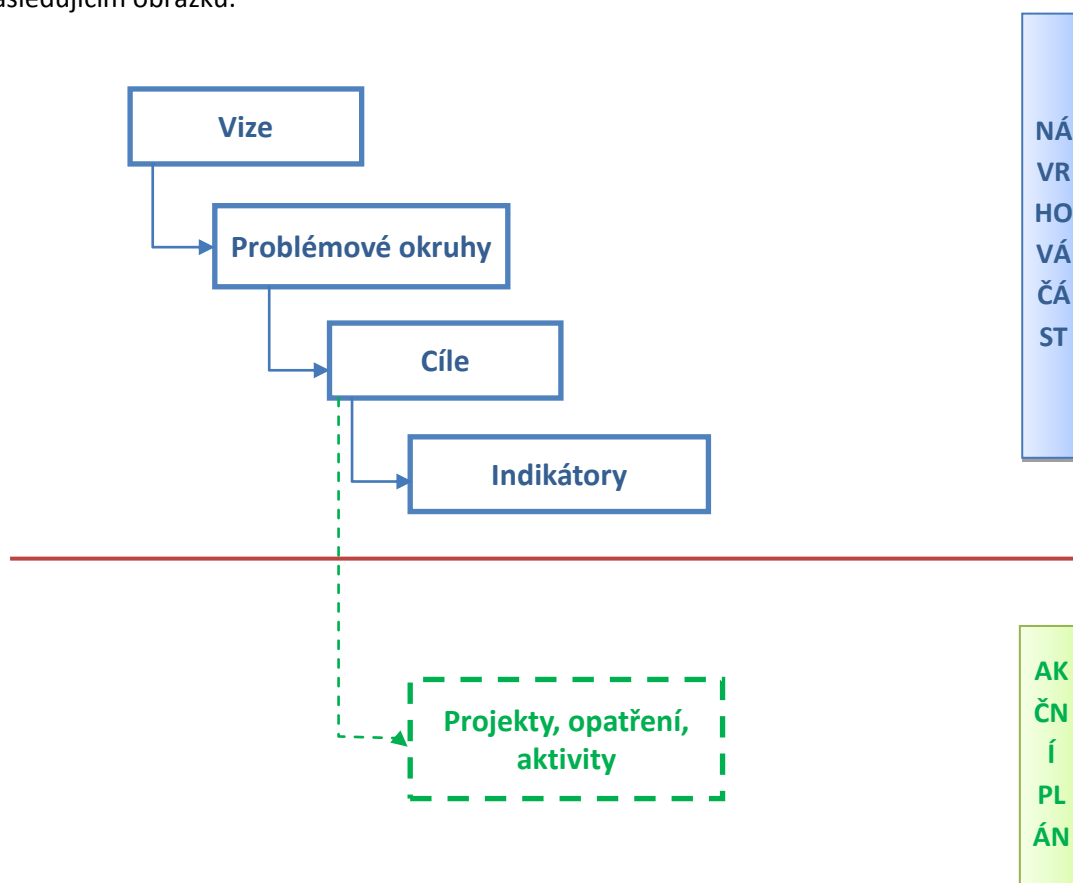 následujícím obrázku.
Vize
Problémové okruhy
Cíle
Indikátory
NÁ
VR
HO
VÁ
ČÁ
ST
Projekty, opatření,
aktivity
AK
ČN
Í
PL
ÁN